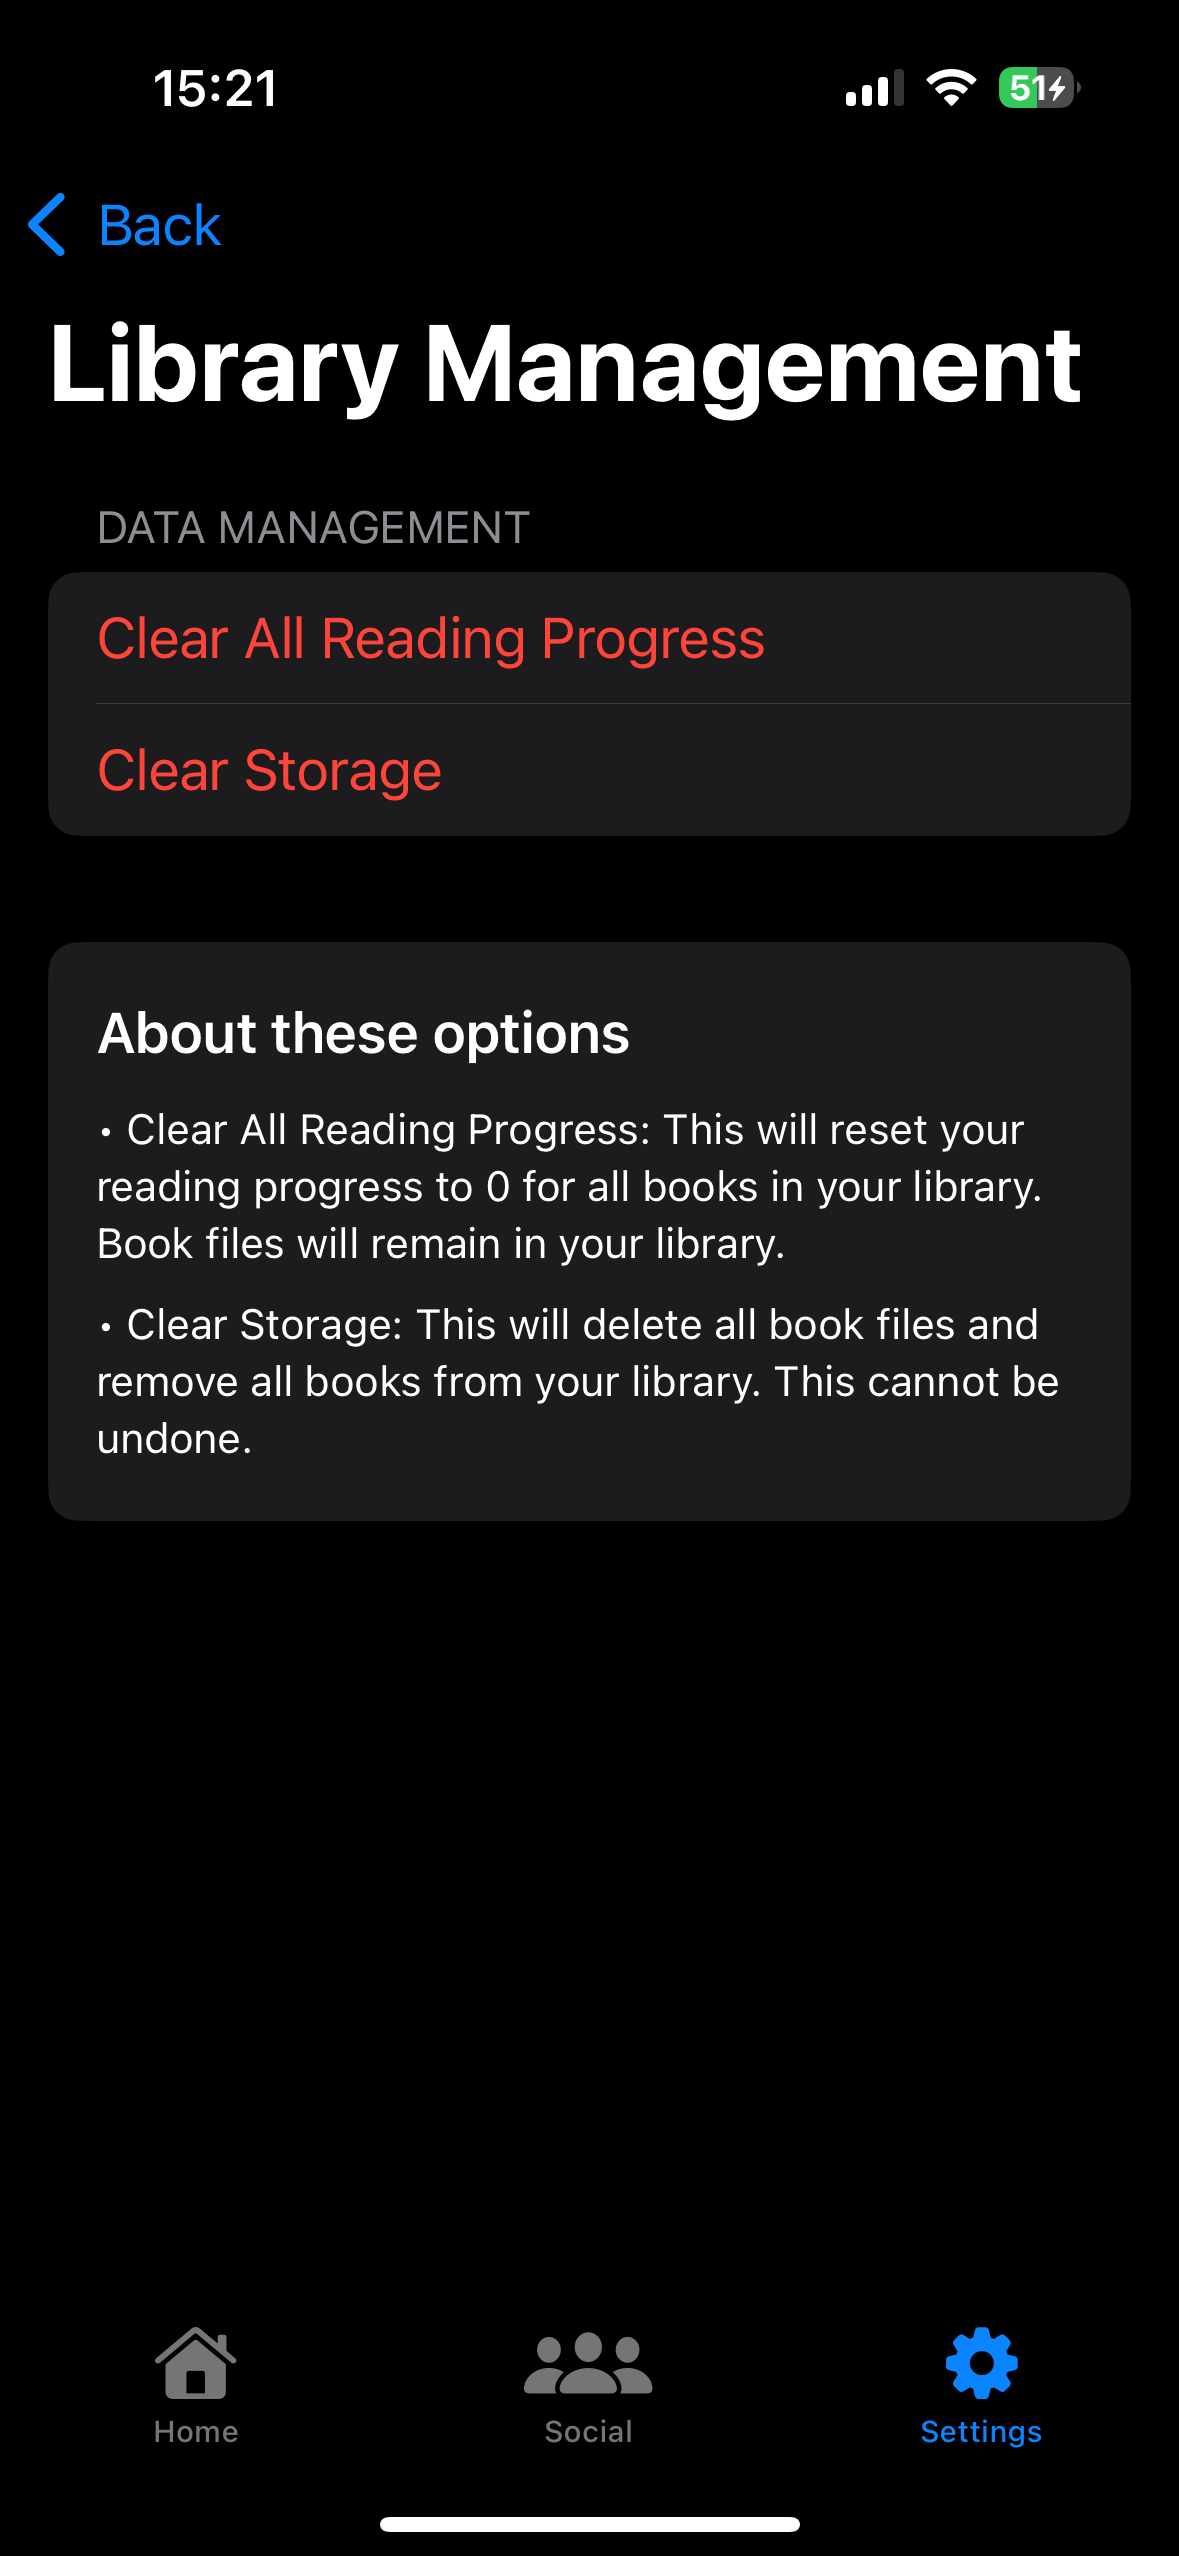 15:21
51
Back
Library Management
DATA MANAGEMENT
Clear All Reading Progress
Clear Storage
About these options
• Clear All Reading Progress: This will reset your
reading progress to 0 for all books in your library.
Book files will remain in your library.
• Clear Storage: This will delete all book files and
remove all books from your library. This cannot be
undone.
Home
Social
Settings